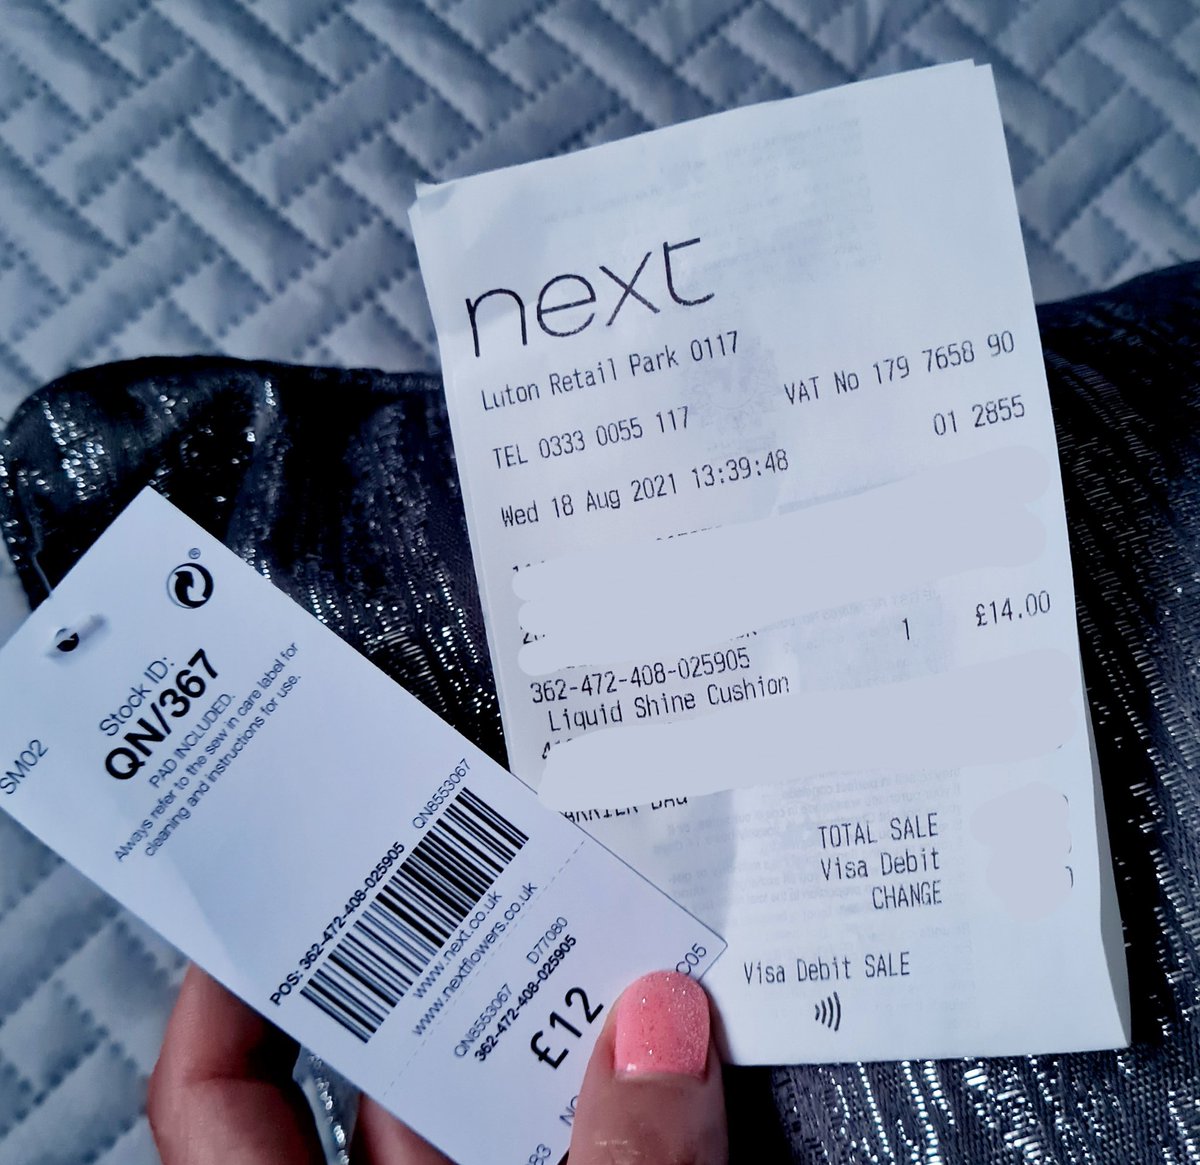 next
Luton Retail Park 0117
TEL 0333 0055 117 VAT No 179 7658 90
Wed 18 Aug 2021 13:39:48 01 2855
362-472-408-025905 1 £14.00
Liquid Shine Cushion
TOTAL SALE
Visa Debit
CHANGE
Visa Debit SALE
SM02
Stock ID:
QN/367
PAD INCLUDED.
Always refer to the sew in care label for
cleaning and instructions for use.
POS: 362-472-408-025905 QN8553067
www.next.co.uk
www.nextflowers.co.uk
QN8553067 D77080
362-472-408-025905
£12
C05